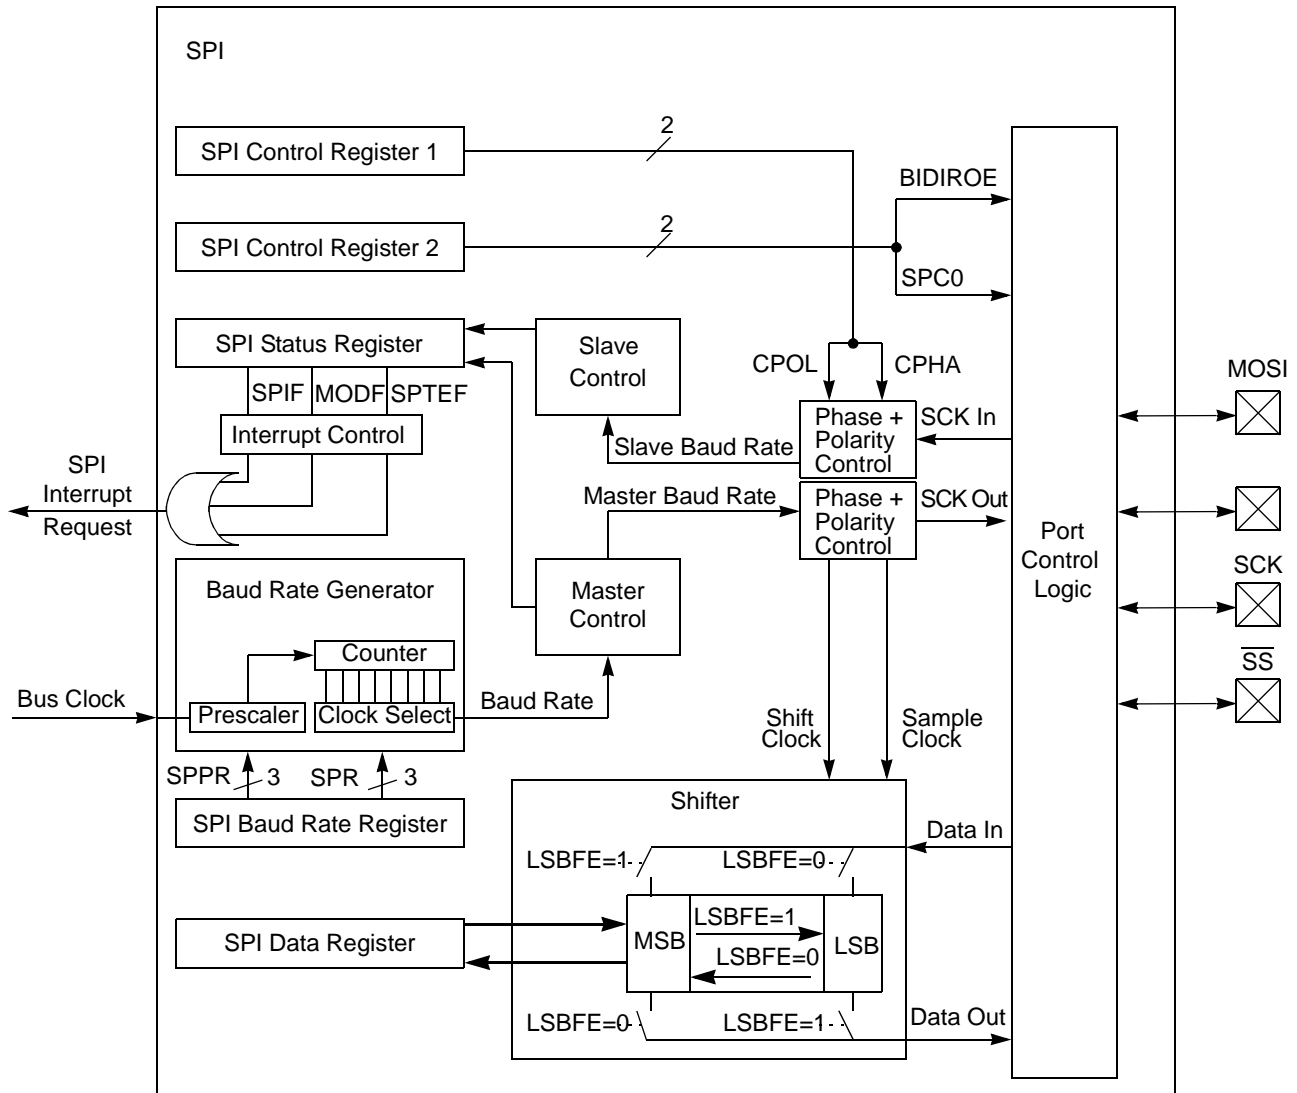 SPI
2
SPI Control Register 1
BIDIROE
2
SPI Control Register 2
SPC0
SPI Status Register
Slave
Control
CPOL
CPHA
MOSI
SPIF
MODF
SPTEF
Phase +
Polarity
Control
SCK In
Interrupt Control
Slave Baud Rate
SPI
Interrupt
Request
Master Baud Rate
Phase +
Polarity
Control
SCK Out
Port
Control
Logic
SCK
Baud Rate Generator
Master
Control
Counter
SS
Bus Clock
Prescaler
Clock Select
Baud Rate
Shift
Clock
Sample
Clock
SPPR
3
SPR
3
Shifter
SPI Baud Rate Register
Data In
LSBFE=1
LSBFE=0
SPI Data Register
MSB
LSBFE=1
LSBFE=0
LSB
LSBFE=0
LSBFE=1
Data Out